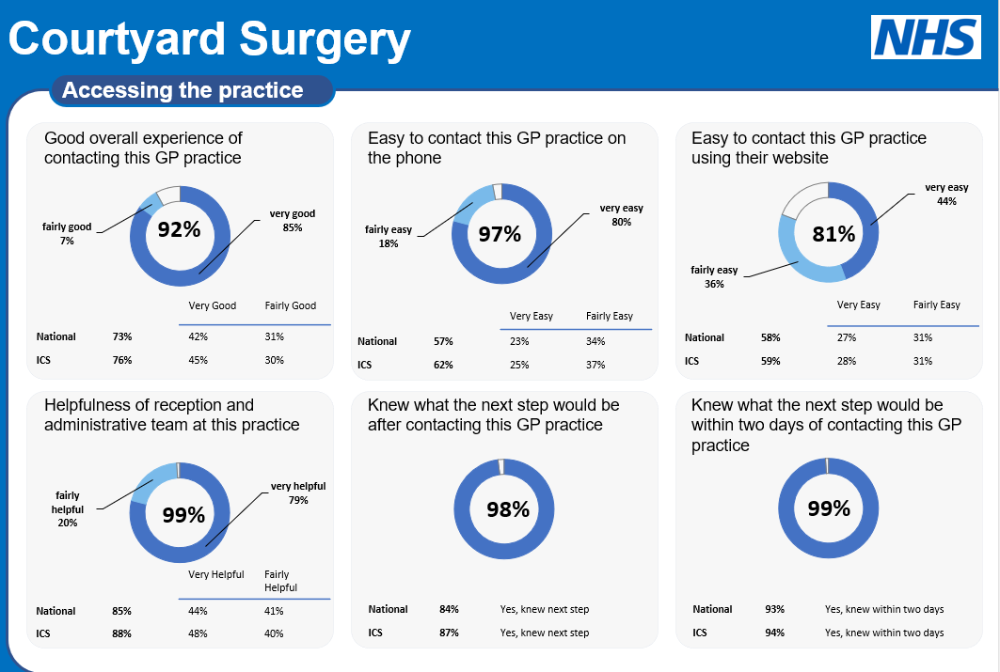 Courtyard Surgery
NHS
Accessing the practice
Good overall experience of
contacting this GP practice
fairly good
7%
92%
very good
85%
Very Good Fairly Good
National 73% 42% 31%
ICS 76% 45% 30%
Easy to contact this GP practice on
the phone
fairly easy
18%
97%
very easy
80%
Very Easy Fairly Easy
National 57% 23% 34%
ICS 62% 25% 37%
Easy to contact this GP practice
using their website
very easy
44%
81%
fairly easy
36%
Very Easy Fairly Easy
National 58% 27% 31%
ICS 59% 28% 31%
Helpfulness of reception and
administrative team at this practice
fairly
helpful
20%
99%
very helpful
79%
Very Helpful Fairly
Helpful
National 85% 44% 41%
ICS 88% 48% 40%
Knew what the next step would be
after contacting this GP practice
98%
National 84% Yes, knew next step
ICS 87% Yes, knew next step
Knew what the next step would be
within two days of contacting this GP
practice
99%
National 93% Yes, knew within two days
ICS 94% Yes, knew within two days